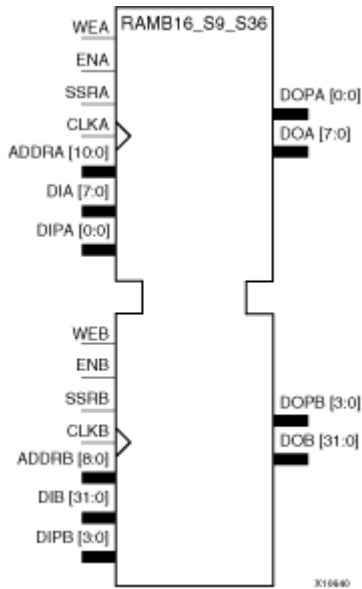 WEA
RAMB16_S9_S36
ENA
SSRA
CLKA
ADDRA [10:0]
DIA [7:0]
DIPA [0:0]
DOPA [0:0]
DOA [7:0]
WEB
ENB
SSRB
CLKB
ADDRB [8:0]
DIB [31:0]
DIPB [3:0]
DOPB [3:0]
DOB [31:0]
X10640